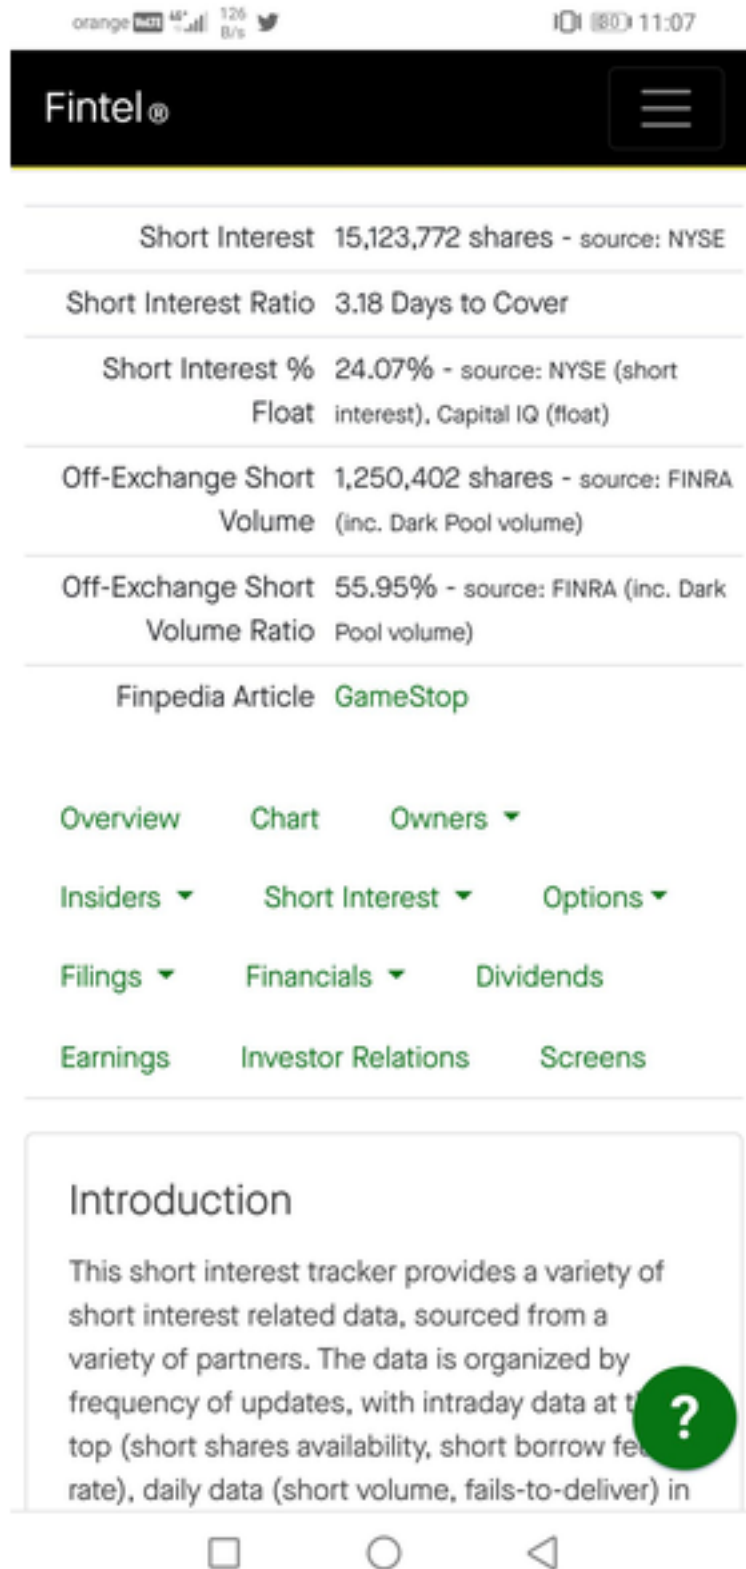 orange VoLTE 4G+ 126 B/s 80 11:07
Fintel ®
Short Interest 15,123,772 shares - source: NYSE
Short Interest Ratio 3.18 Days to Cover
Short Interest % 24.07% - source: NYSE (short
Float interest), Capital IQ (float)
Off-Exchange Short 1,250,402 shares - source: FINRA
Volume (inc. Dark Pool volume)
Off-Exchange Short 55.95% - source: FINRA (inc. Dark
Volume Ratio Pool volume)
Finpedia Article GameStop
Overview Chart Owners
Insiders Short Interest Options
Filings Financials Dividends
Earnings Investor Relations Screens
Introduction
This short interest tracker provides a variety of
short interest related data, sourced from a
variety of partners. The data is organized by
frequency of updates, with intraday data at
top (short shares availability, short borrow
rate), daily data (short volume, fails-to-deliver) in
?